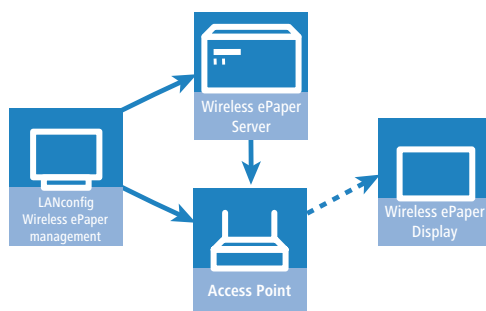 Wireless ePaper
Server
LANconfig
Wireless ePaper
management
Wireless ePaper
Display
Access Point